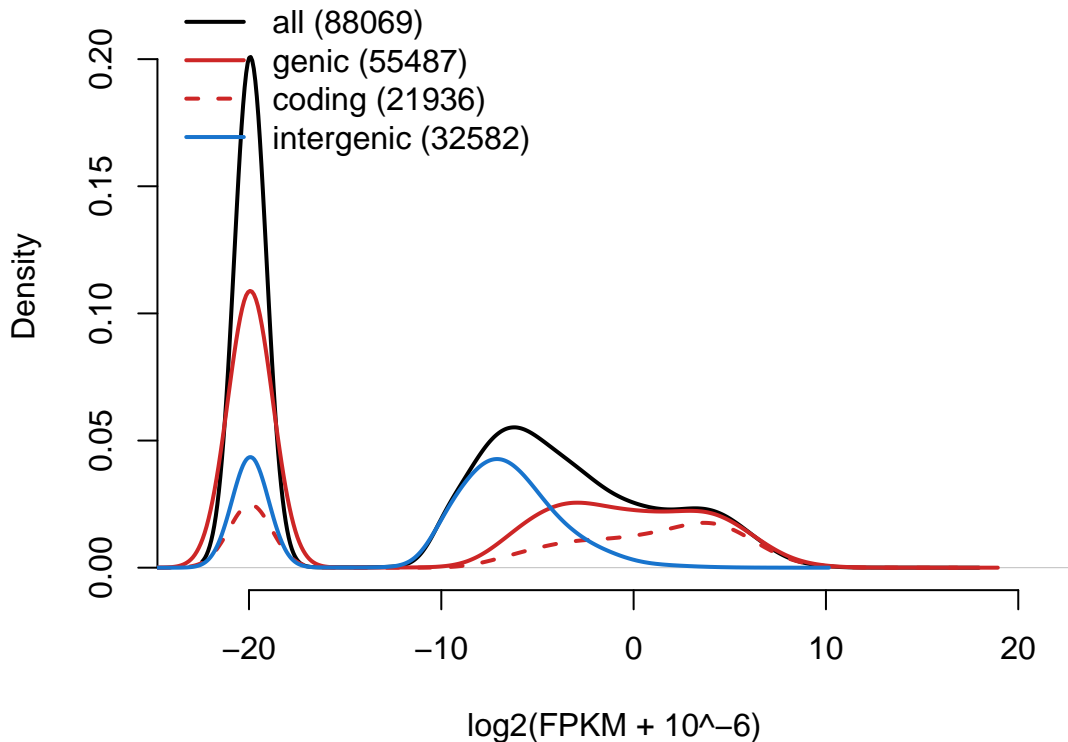 all (88069)
genic (55487)
coding (21936)
intergenic (32582)
Density
0.20
0.15
0.10
0.05
0.00
−20 −10 0 10 20
log2(FPKM + 10^−6)